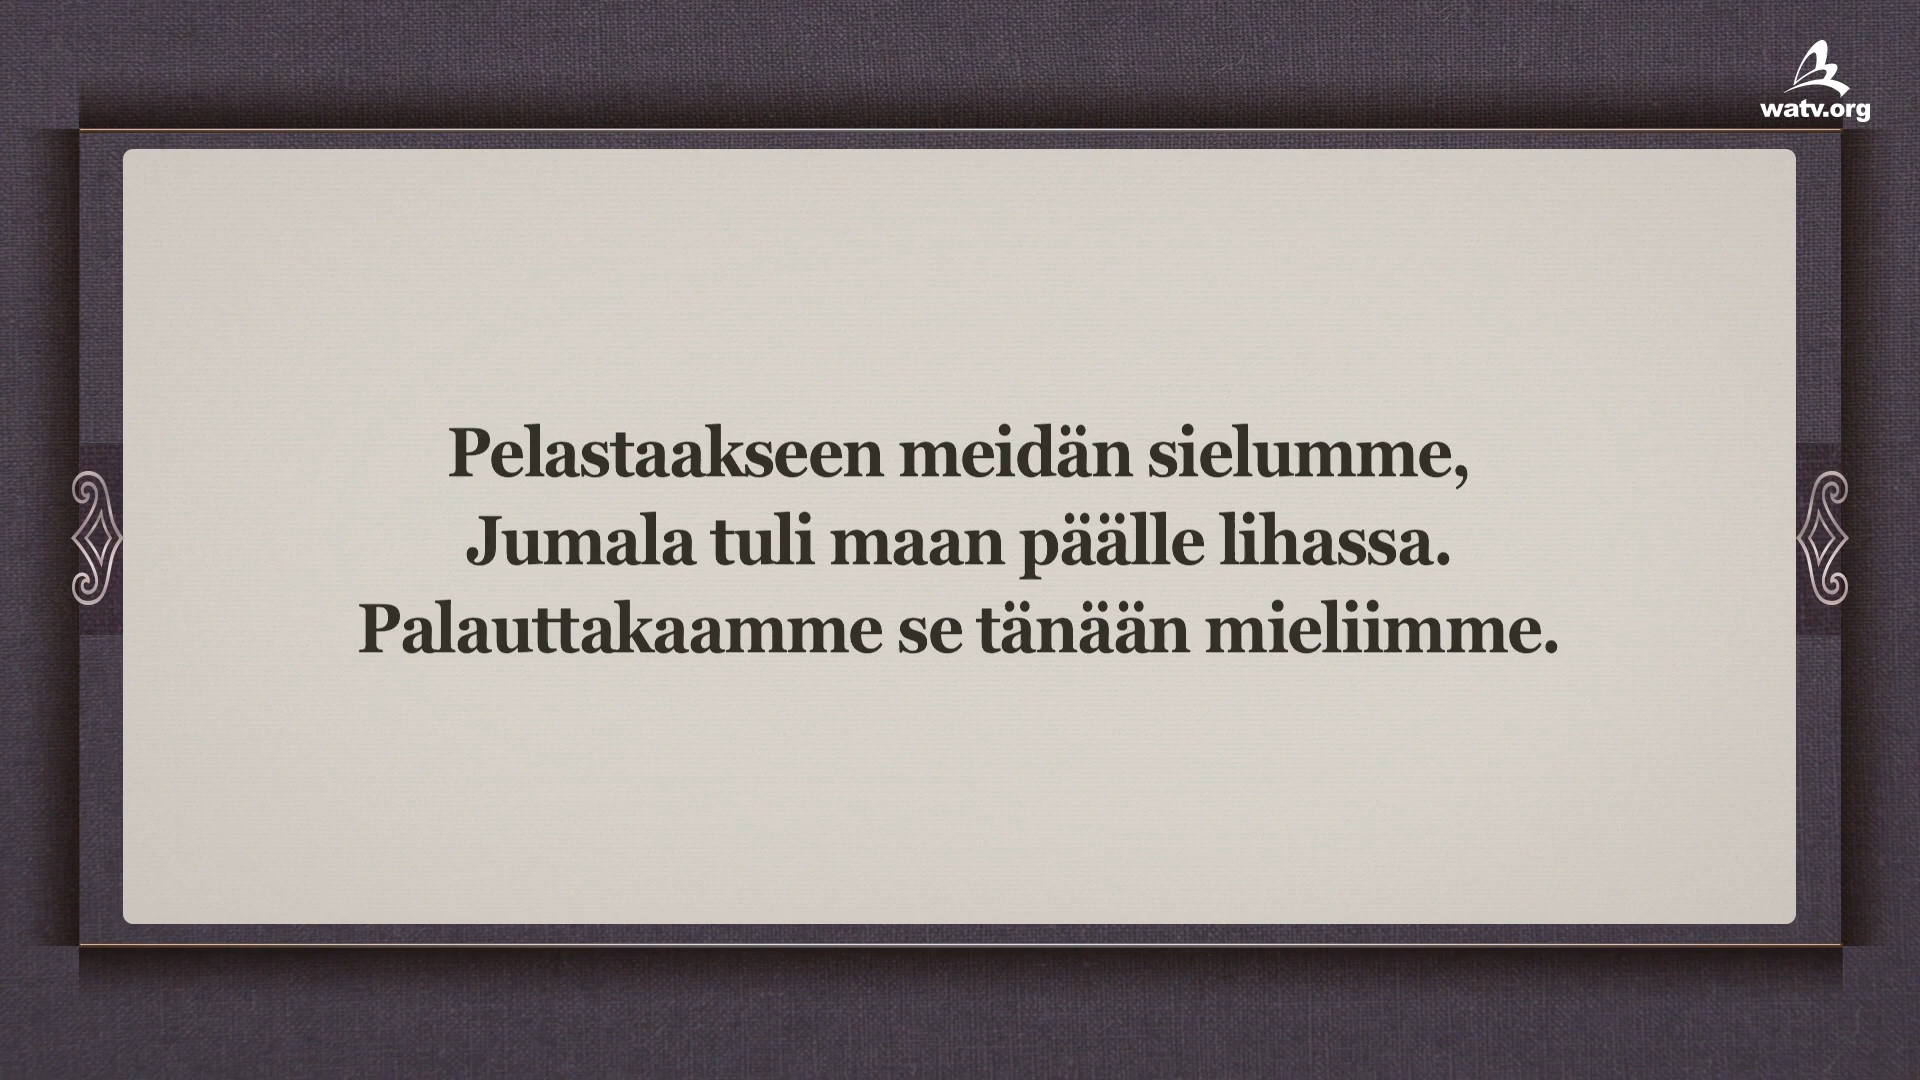 watv.org
Pelastaakseen meidän sielumme,
Jumala tuli maan päälle lihassa.
Palauttakaamme se tänään mieliimme.